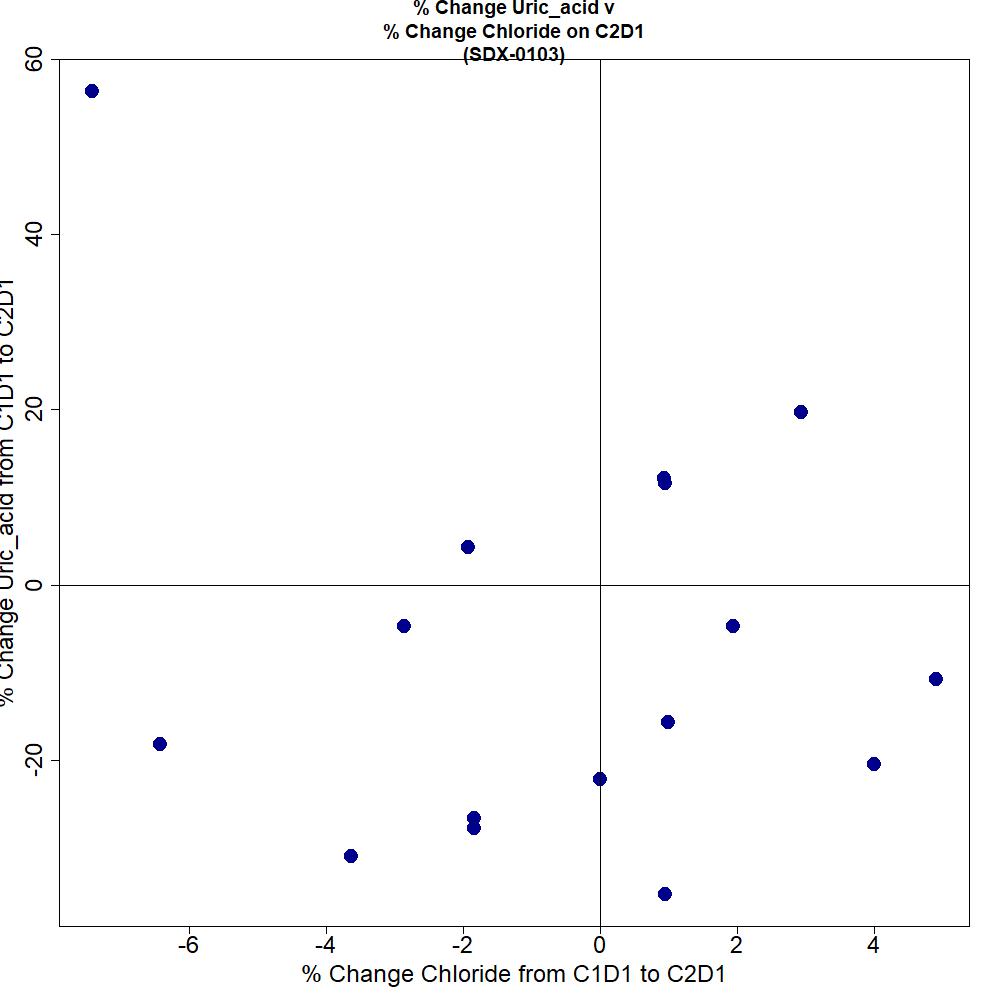 % Change Uric_acid v
% Change Chloride on C2D1
(SDX-0103)
60
40
20
0
-20
% Change Uric_acid from C1D1 to C2D1
-6
-4
-2
0
2
4
% Change Chloride from C1D1 to C2D1